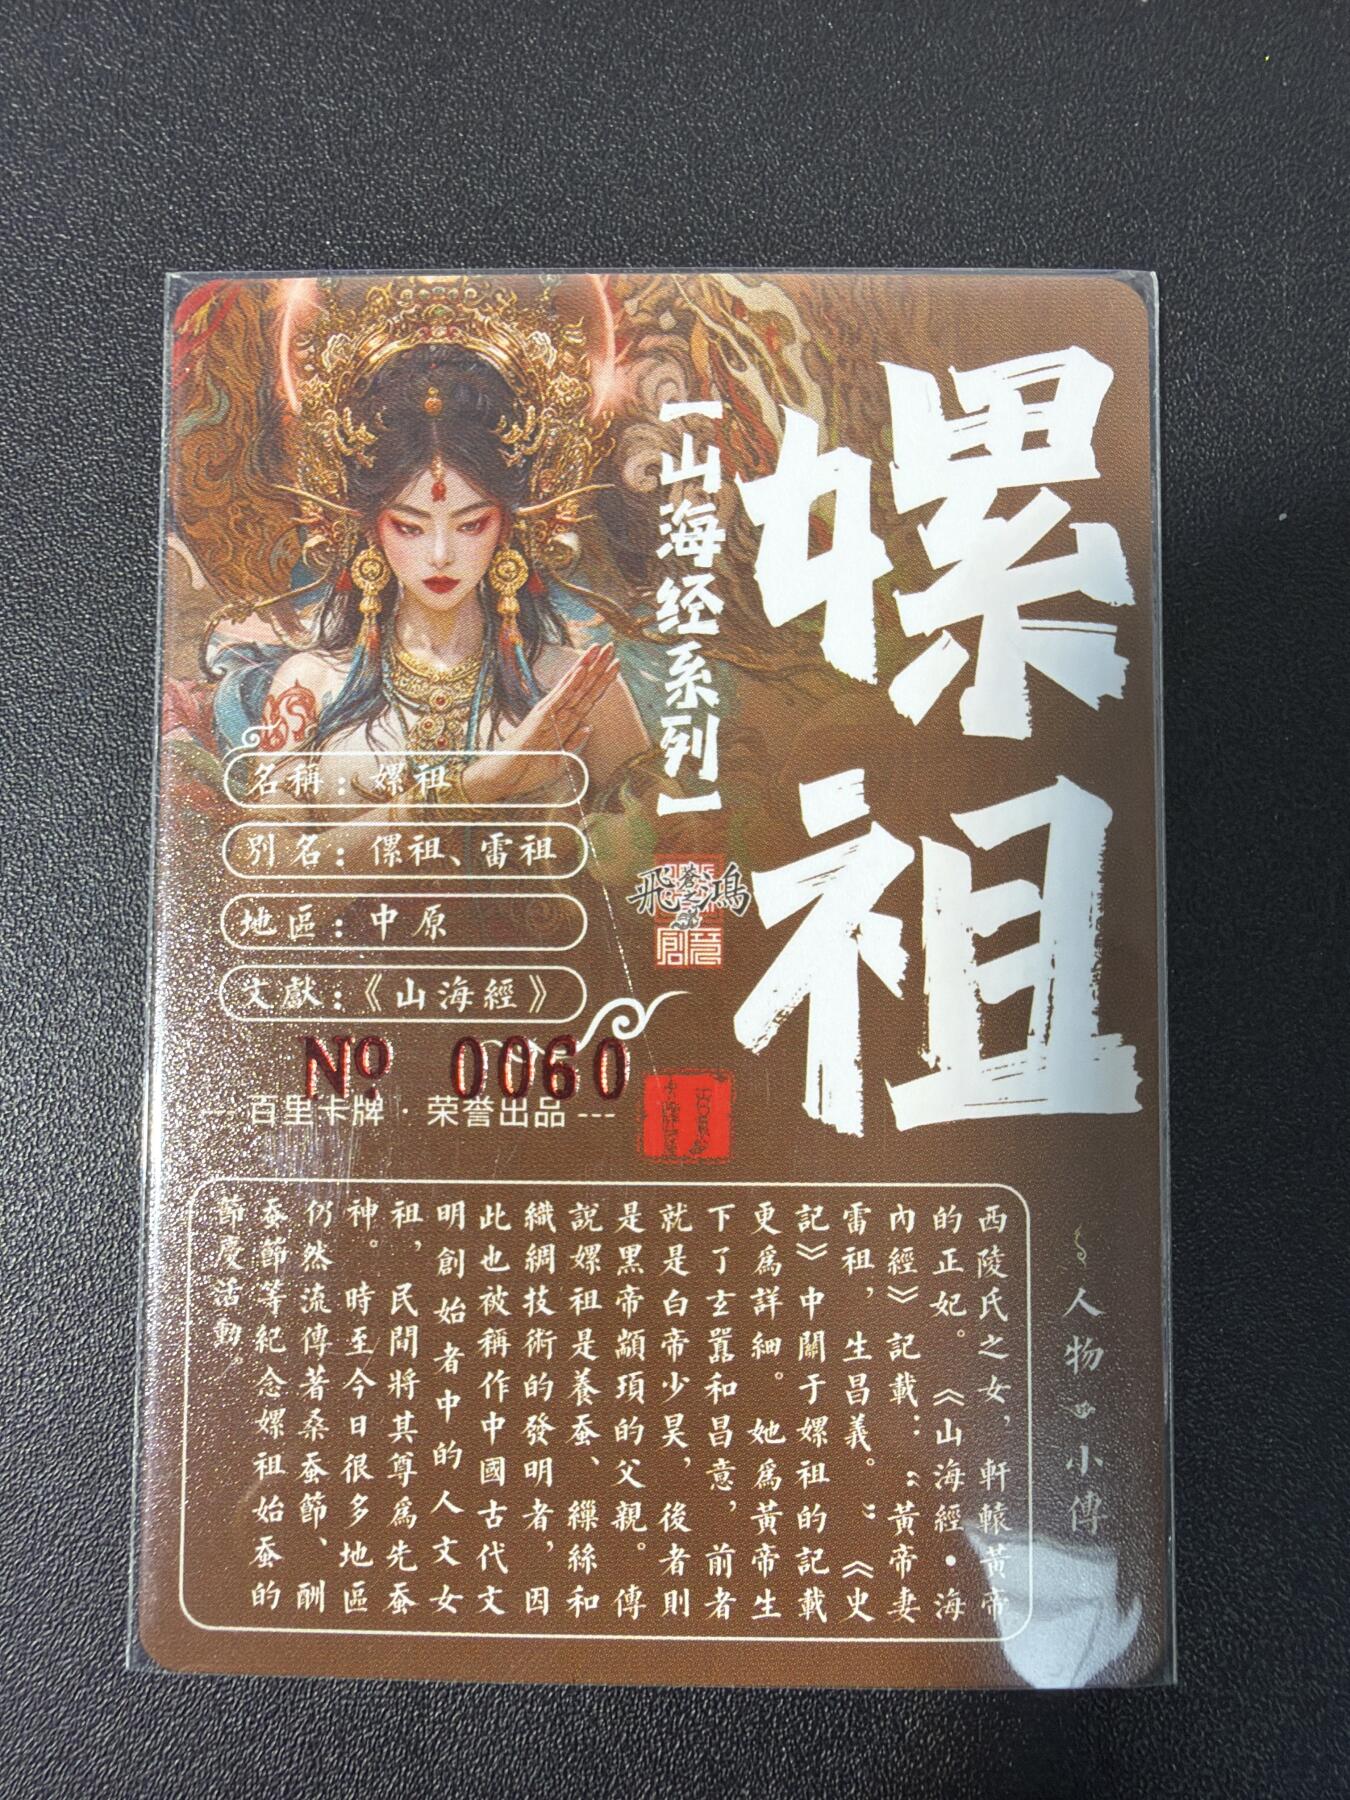 嫘祖
【山海经系列】
飛蒼之鴻
創意
名稱：嫘祖
別名：傫祖、雷祖
地區：中原
文獻：《山海經》
No 0060
百里卡牌 · 荣誉出品 ---
人物小傳
西陵氏之女，軒轅黃帝
的正妃。《山海經·海
內經》記載：“黃帝妻
雷祖，生昌義。”《史
記》中關于嫘祖的記載
更爲詳細。她爲黃帝生
下了玄囂和昌意，前者
就是白帝少昊，後者則
是黑帝顓頊的父親。傳
說嫘祖是養蚕、繅絲和
織綢技術的發明者，因
此也被稱作中國古代文
明創始者中的人文女
祖，民間將其尊爲先蚕
神。時至今日很多地區
仍然流傳著桑蚕節、酬
蚕節等紀念嫘祖始蚕的
節慶活動。